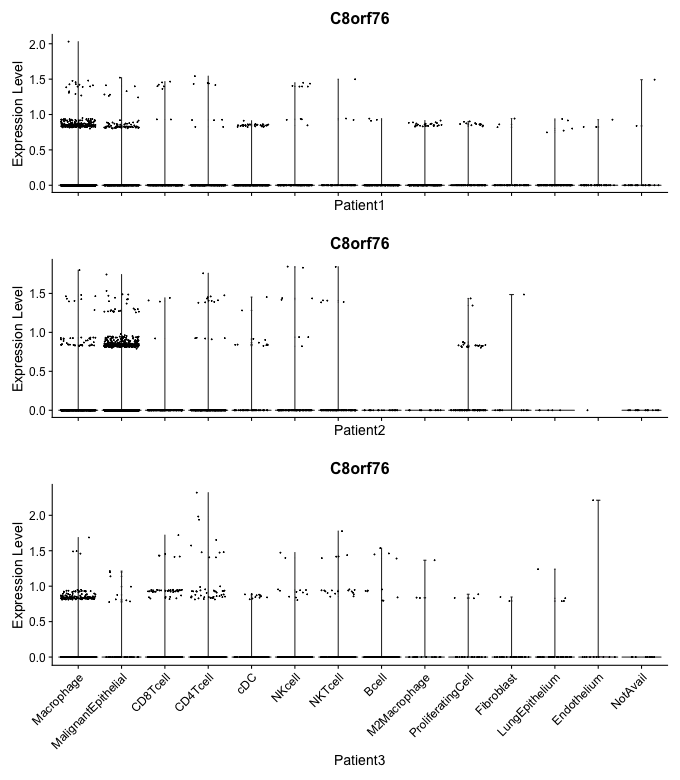 C8orf76
Expression Level
2.0
1.5
1.0
0.5
0.0
Patient1
C8orf76
Expression Level
1.5
1.0
0.5
0.0
Patient2
C8orf76
Expression Level
2.0
1.5
1.0
0.5
0.0
Macrophage
MalignantEpithelial
CD8Tcell
CD4Tcell
cDC
NKcell
NKTcell
Bcell
M2Macrophage
ProliferatingCell
Fibroblast
LungEpithelium
Endothelium
NotAvail
Patient3